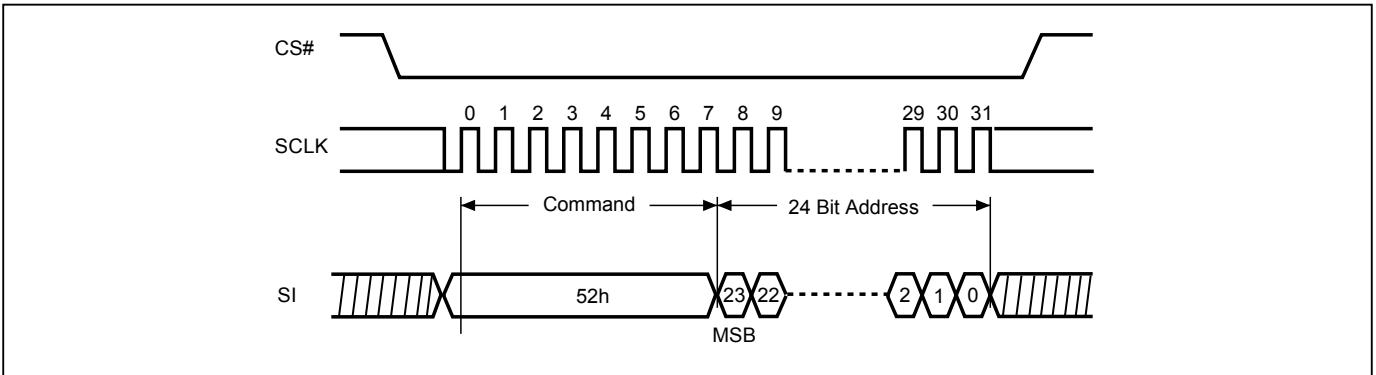 CS#
0 1 2 3 4 5 6 7 8 9 29 30 31
SCLK
Command 24 Bit Address
SI 52h 23 22 2 1 0
MSB